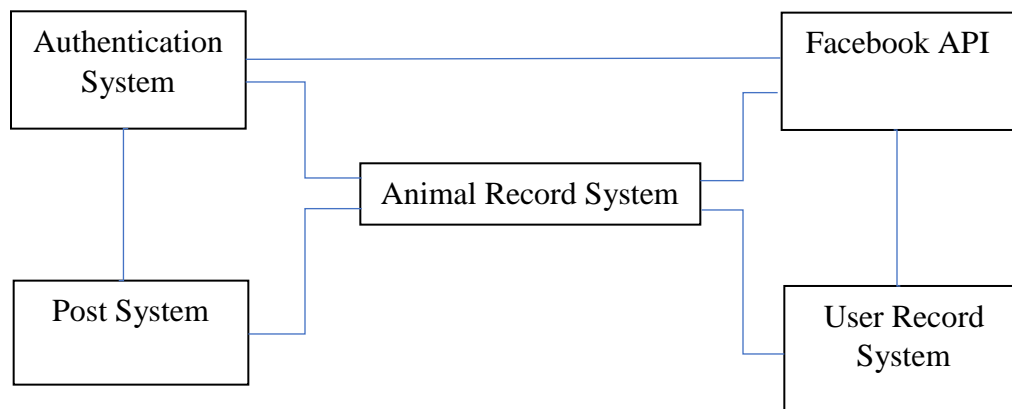 Authentication
System
Facebook API
Animal Record System
Post System
User Record
System